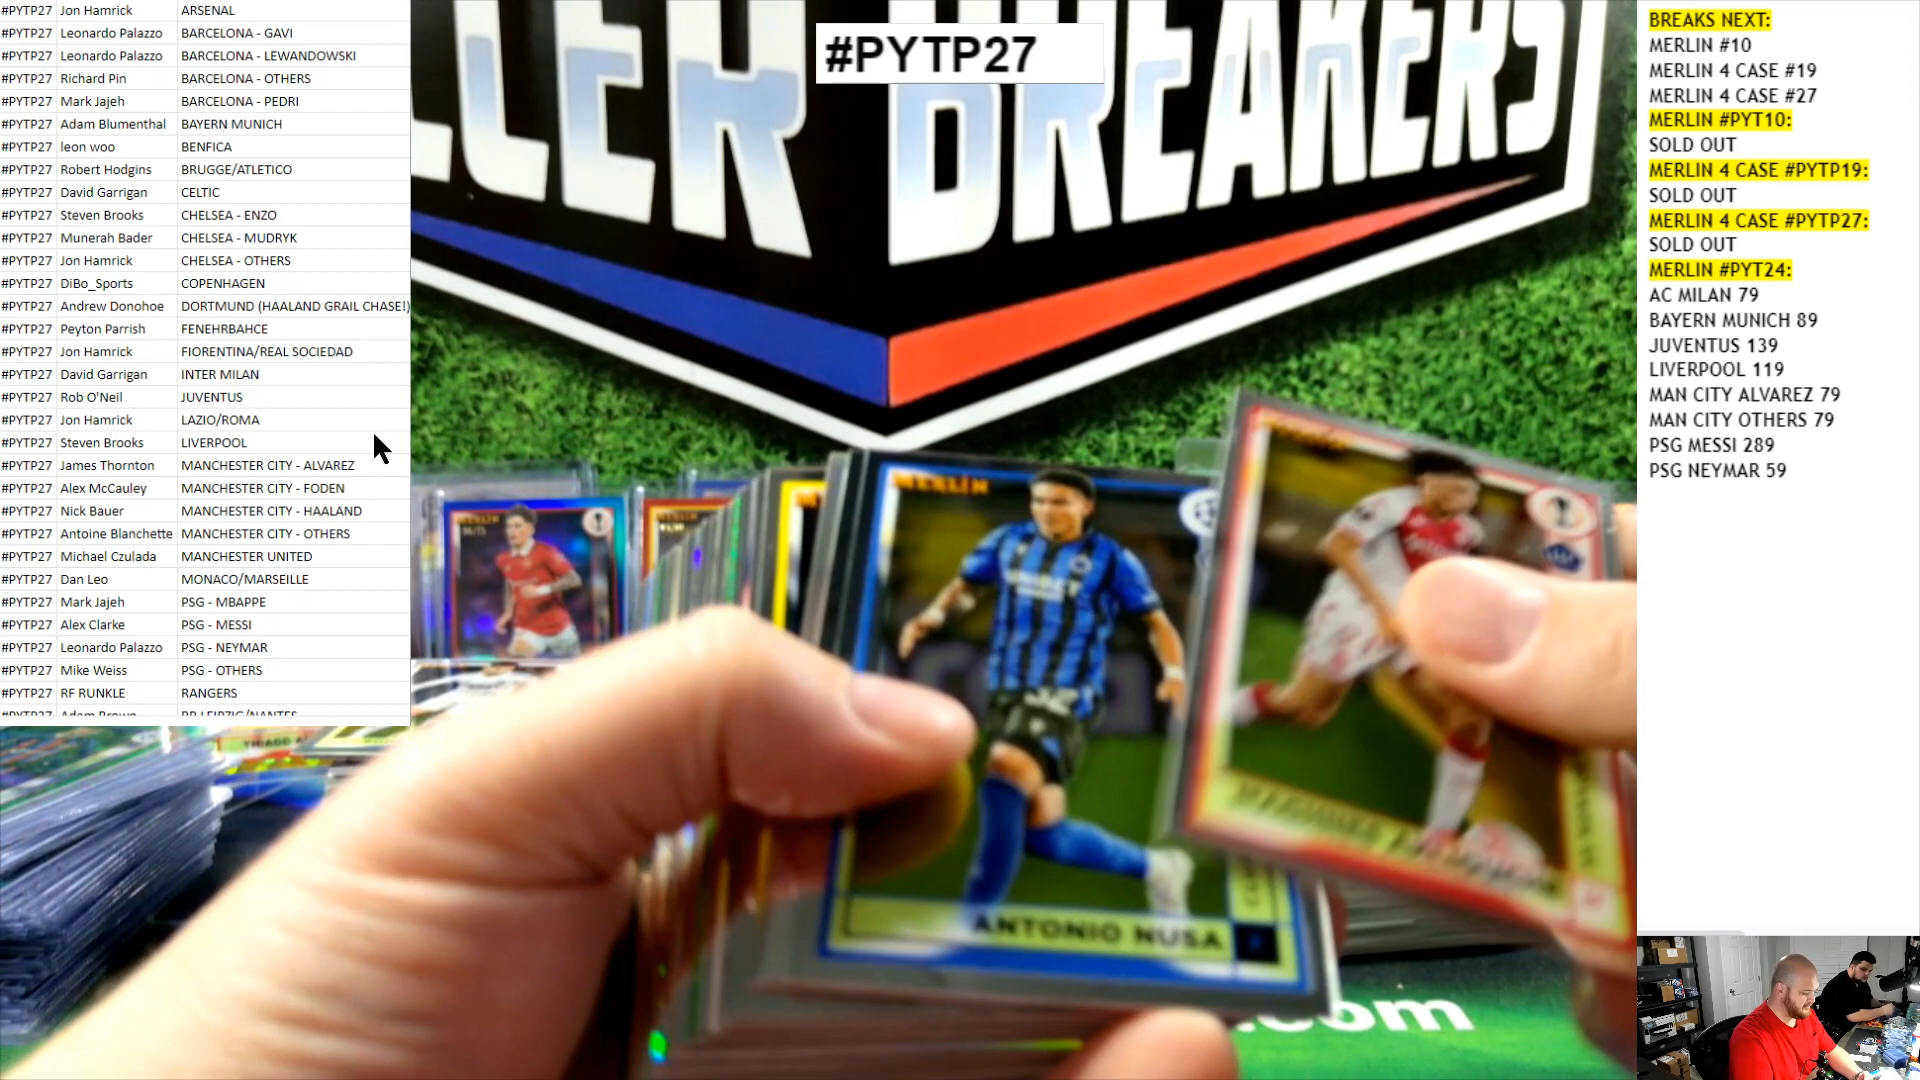 #PYTP27 Jon Hamrick ARSENAL
#PYTP27 Leonardo Palazzo BARCELONA - GAVI
#PYTP27 Leonardo Palazzo BARCELONA - LEWANDOWSKI
#PYTP27 Richard Pin BARCELONA - OTHERS
#PYTP27 Mark Jajeh BARCELONA - PEDRI
#PYTP27 Adam Blumenthal BAYERN MUNICH
#PYTP27 leon woo BENFICA
#PYTP27 Robert Hodgins BRUGGE/ATLETICO
#PYTP27 David Garrigan CELTIC
#PYTP27 Steven Brooks CHELSEA - ENZO
#PYTP27 Munerah Bader CHELSEA - MUDRYK
#PYTP27 Jon Hamrick CHELSEA - OTHERS
#PYTP27 DiBo_Sports COPENHAGEN
#PYTP27 Andrew Donohoe DORTMUND (HAALAND GRAIL CHASE!)
#PYTP27 Peyton Parrish FENEHRBAHCE
#PYTP27 Jon Hamrick FIORENTINA/REAL SOCIEDAD
#PYTP27 David Garrigan INTER MILAN
#PYTP27 Rob O'Neil JUVENTUS
#PYTP27 Jon Hamrick LAZIO/ROMA
#PYTP27 Steven Brooks LIVERPOOL
#PYTP27 James Thornton MANCHESTER CITY - ALVAREZ
#PYTP27 Alex McCauley MANCHESTER CITY - FODEN
#PYTP27 Nick Bauer MANCHESTER CITY - HAALAND
#PYTP27 Antoine Blanchette MANCHESTER CITY - OTHERS
#PYTP27 Michael Czulada MANCHESTER UNITED
#PYTP27 Dan Leo MONACO/MARSEILLE
#PYTP27 Mark Jajeh PSG - MBAPPE
#PYTP27 Alex Clarke PSG - MESSI
#PYTP27 Leonardo Palazzo PSG - NEYMAR
#PYTP27 Mike Weiss PSG - OTHERS
#PYTP27 RF RUNKLE RANGERS
#PYTP27 Adam Brown RB LEIPZIG/NANTES
#PYTP27
BREAKERS
MERLIN
UNIBET
32
ANTONIO NUSA
.com
BREAKS NEXT:
MERLIN #10
MERLIN 4 CASE #19
MERLIN 4 CASE #27
MERLIN #PYT10:
SOLD OUT
MERLIN 4 CASE #PYTP19:
SOLD OUT
MERLIN 4 CASE #PYTP27:
SOLD OUT
MERLIN #PYT24:
AC MILAN 79
BAYERN MUNICH 89
JUVENTUS 139
LIVERPOOL 119
MAN CITY ALVAREZ 79
MAN CITY OTHERS 79
PSG MESSI 289
PSG NEYMAR 59